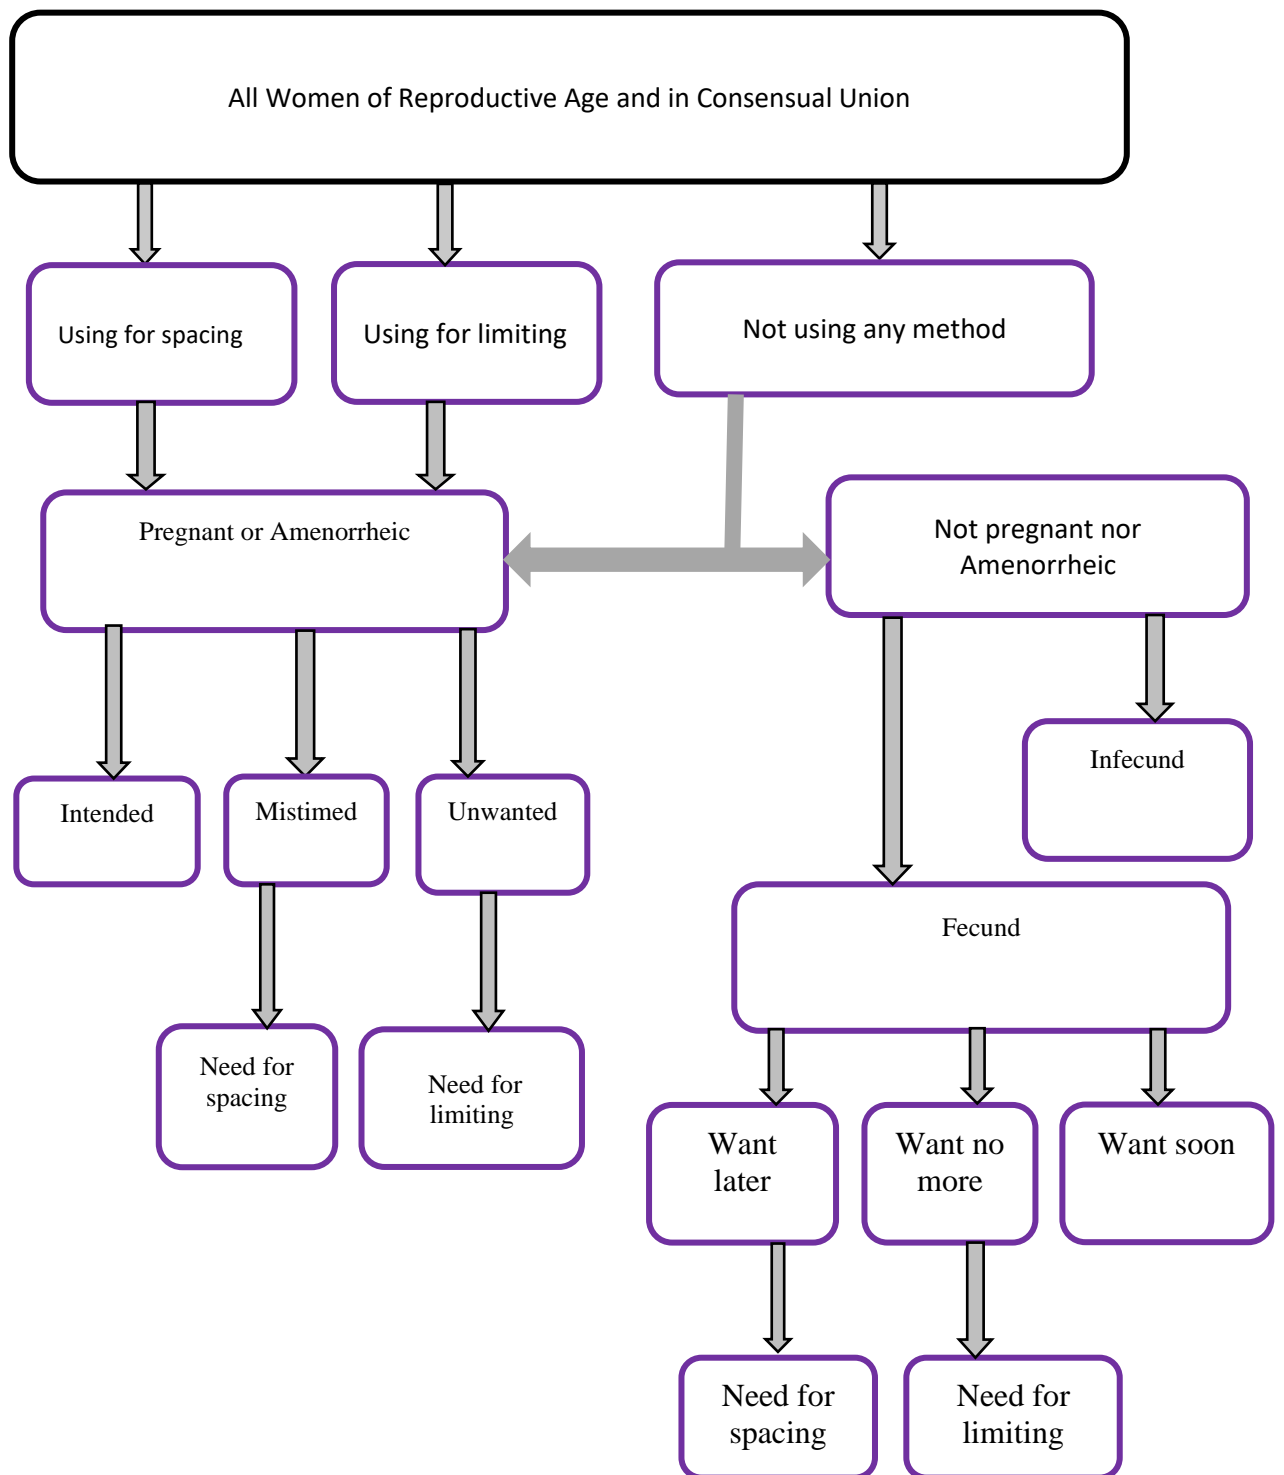 All Women of Reproductive Age and in Consensual Union
Using for spacing
Using for limiting
Not using any method
Pregnant or Amenorrheic
Not pregnant nor
Amenorrheic
Intended
Mistimed
Unwanted
Infecund
Fecund
Need for
spacing
Need for
limiting
Want
later
Want no
more
Want soon
Need for
spacing
Need for
limiting